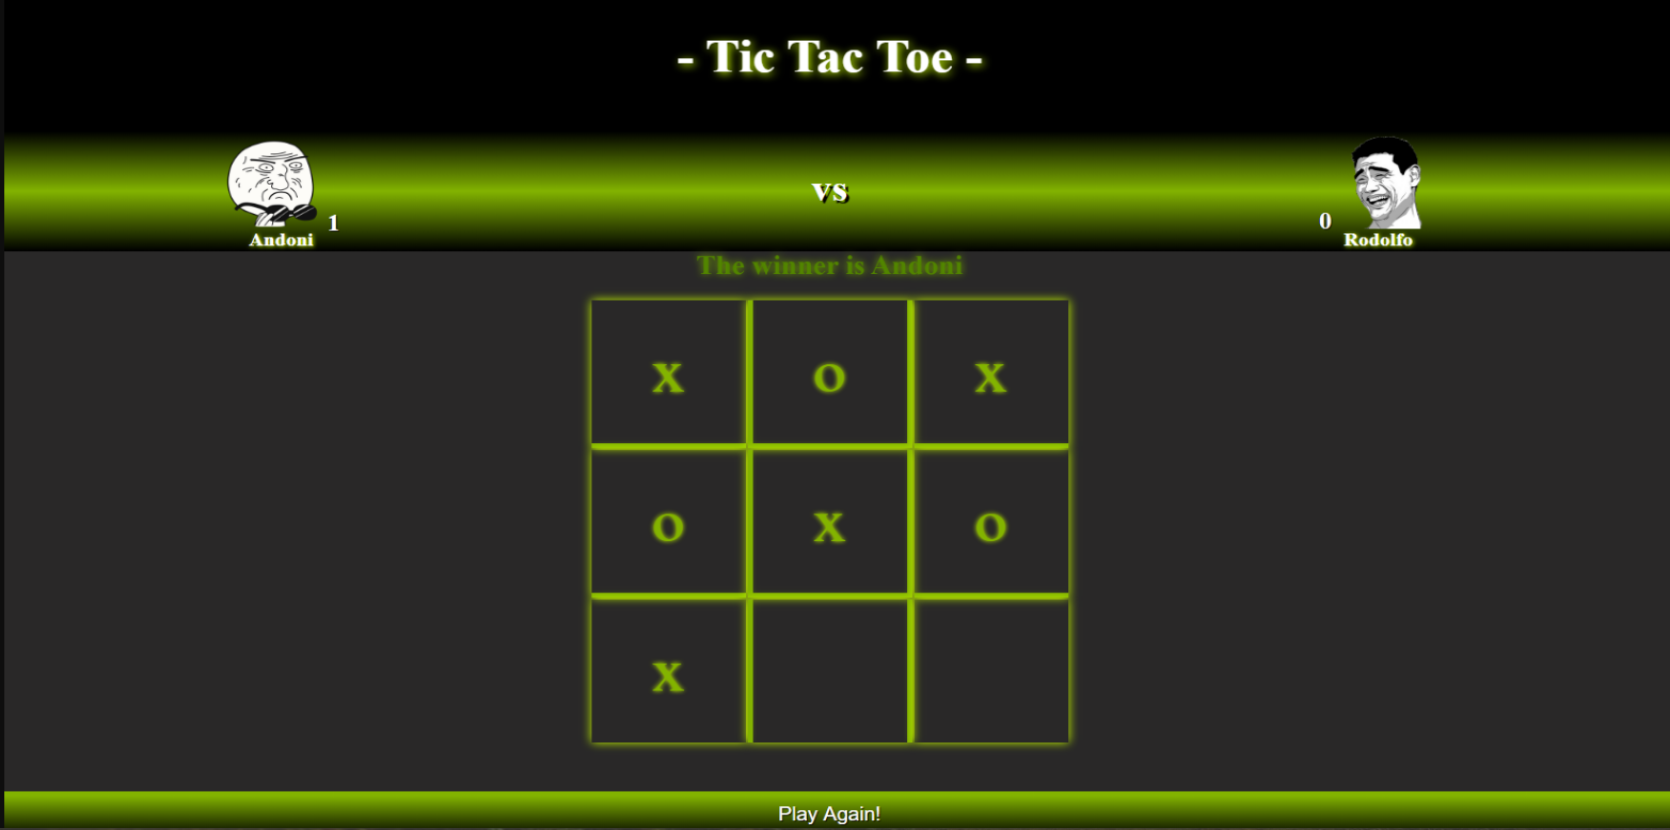 - Tic Tac Toe -
vs
1
0
Andoni
Rodolfo
The winner is Andoni
X O X
O X O
X
Play Again!